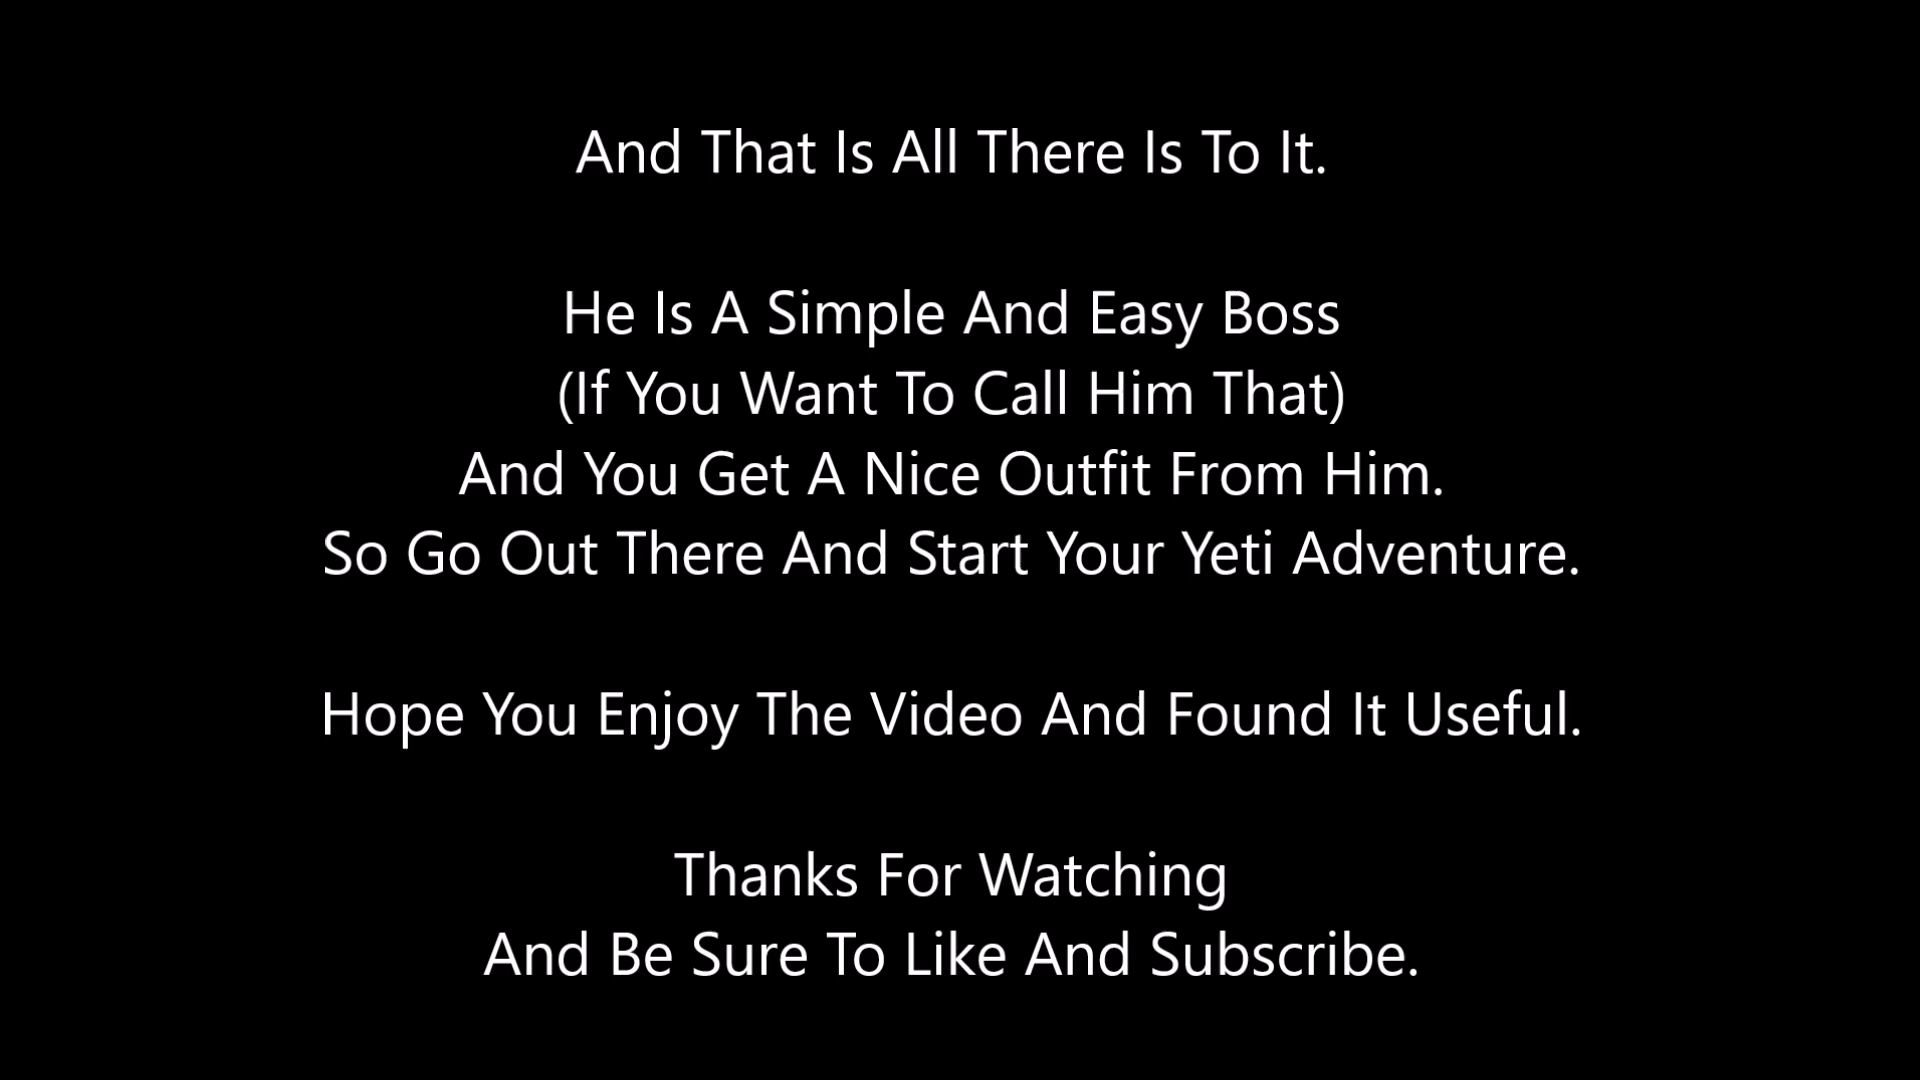 And That Is All There Is To It.
He Is A Simple And Easy Boss
(If You Want To Call Him That)
And You Get A Nice Outfit From Him.
So Go Out There And Start Your Yeti Adventure.
Hope You Enjoy The Video And Found It Useful.
Thanks For Watching
And Be Sure To Like And Subscribe.